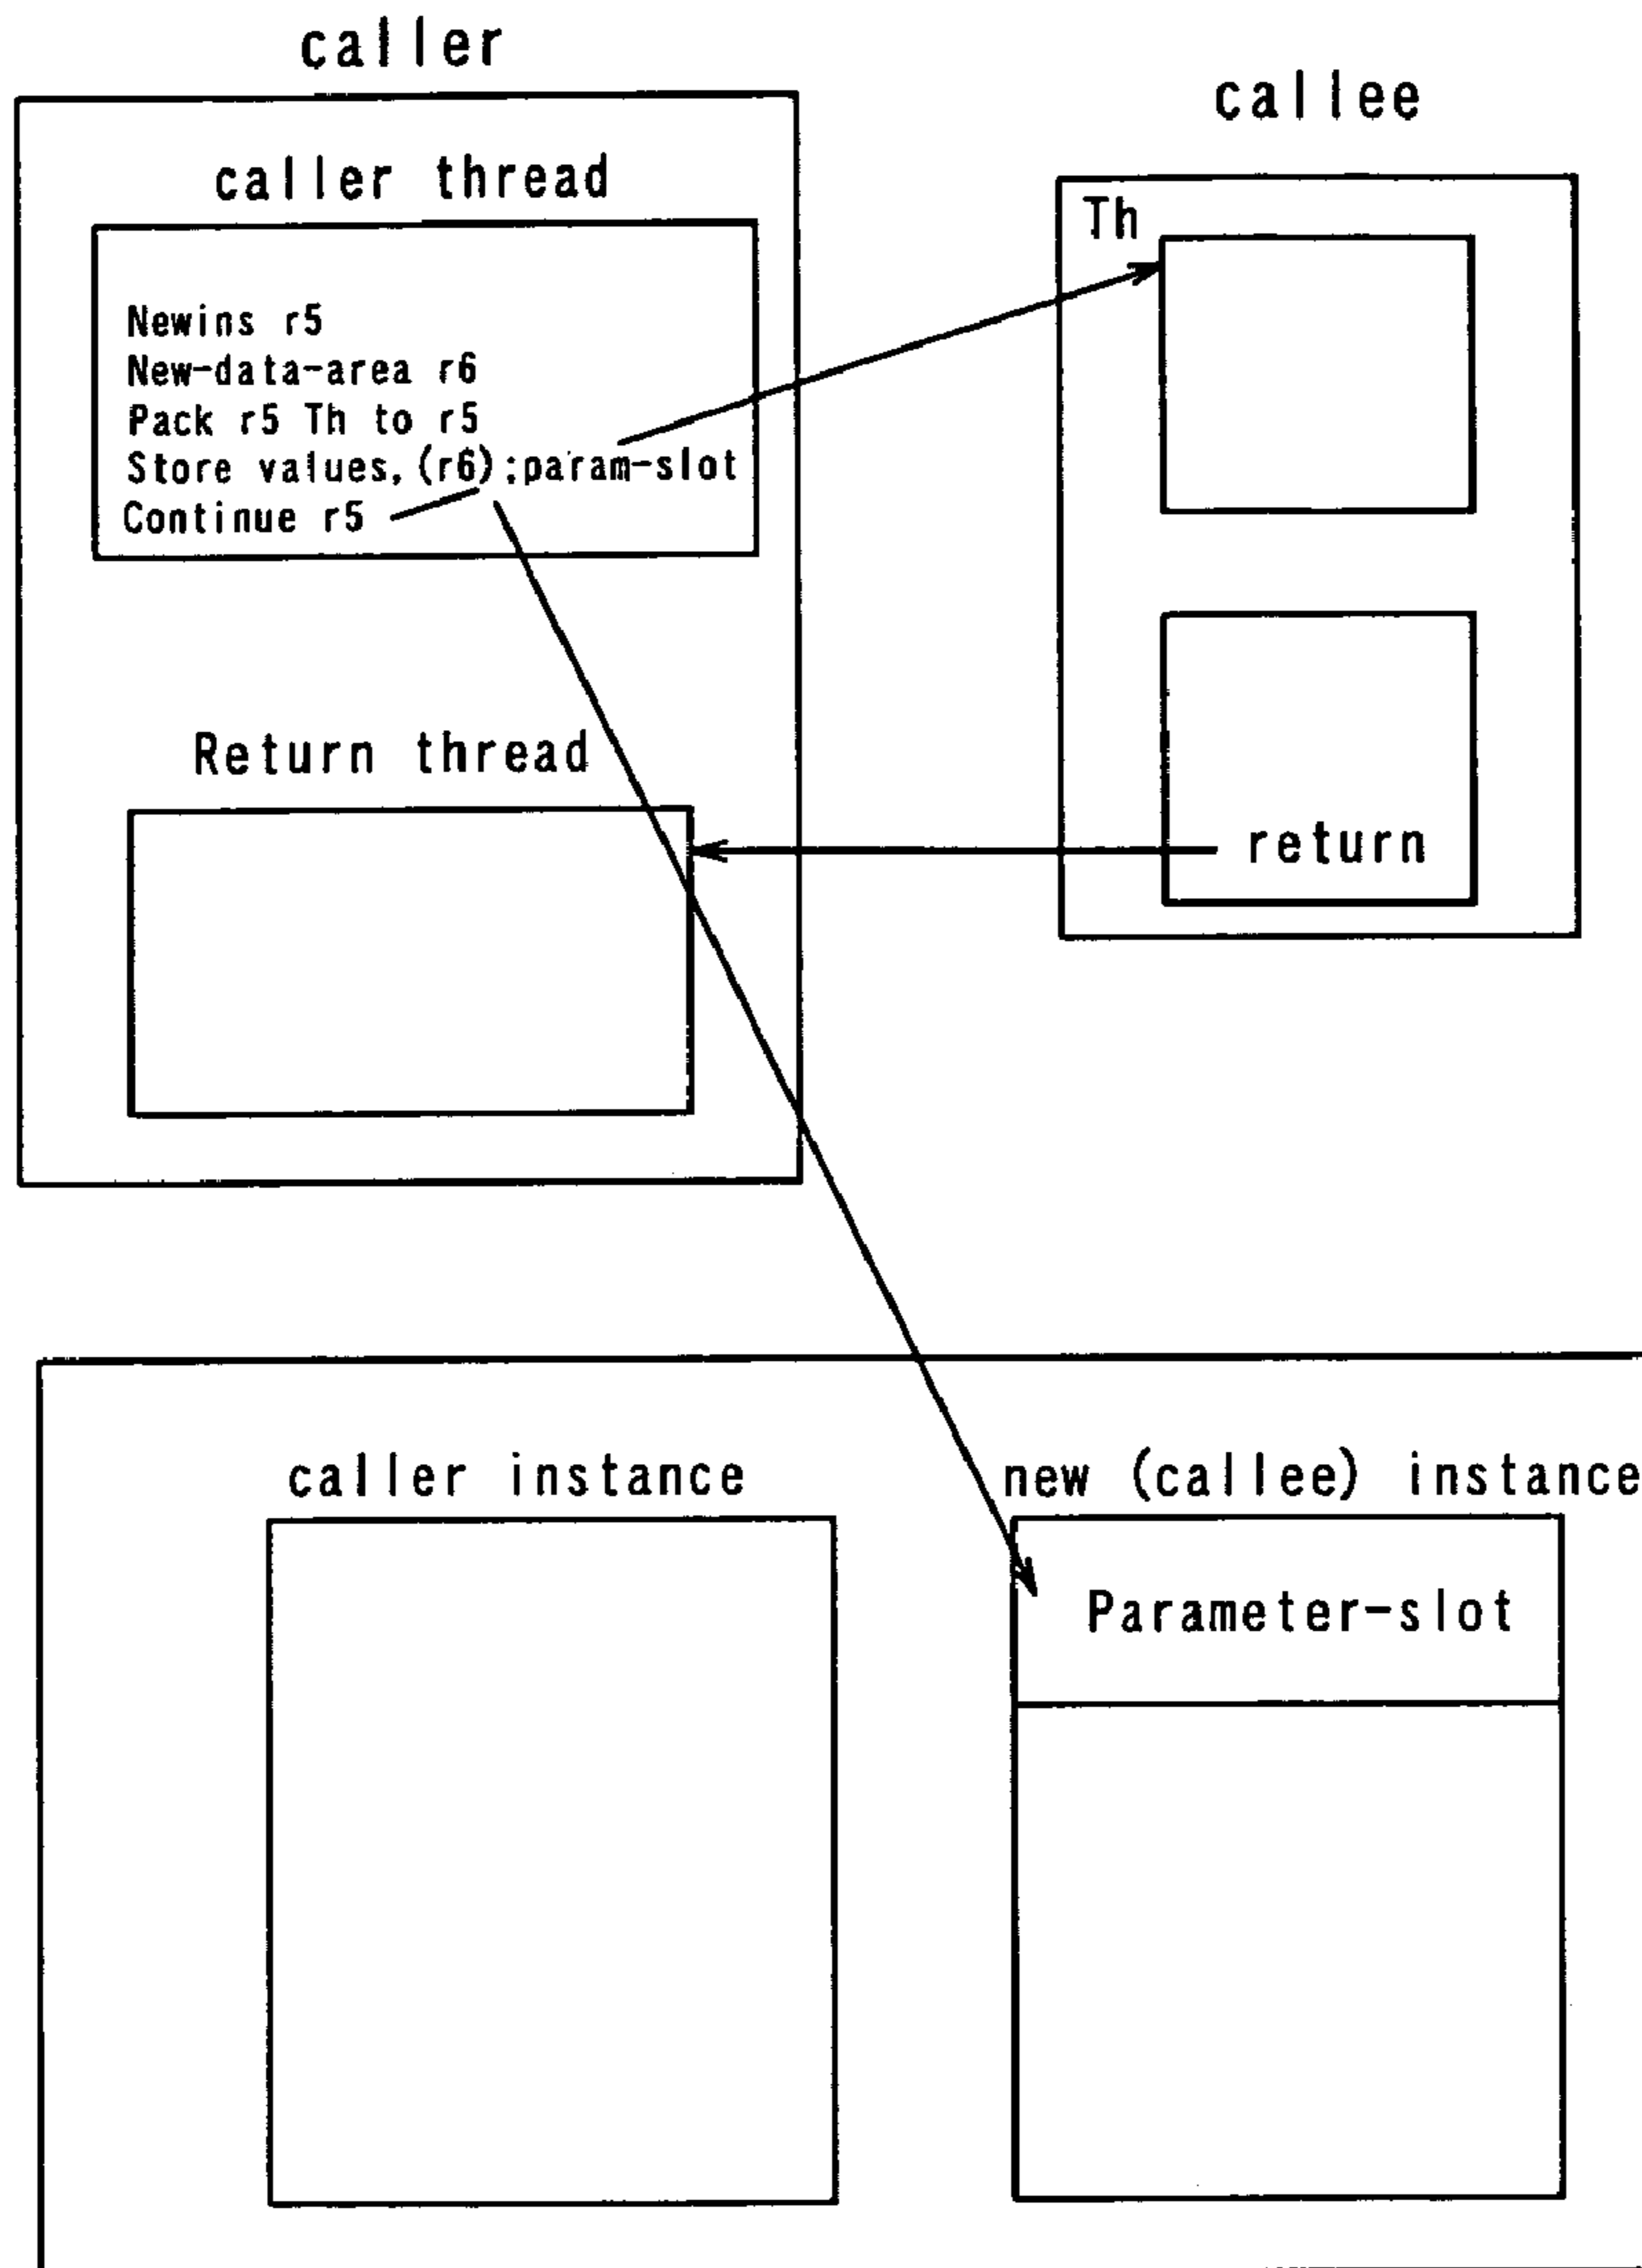 caller
caller thread
Newins r5
New-data-area r6
Pack r5 Th to r5
Store values,(r6);param-slot
Continue r5
Return thread
callee
Th
return
caller instance
new (callee) instance
Parameter-slot